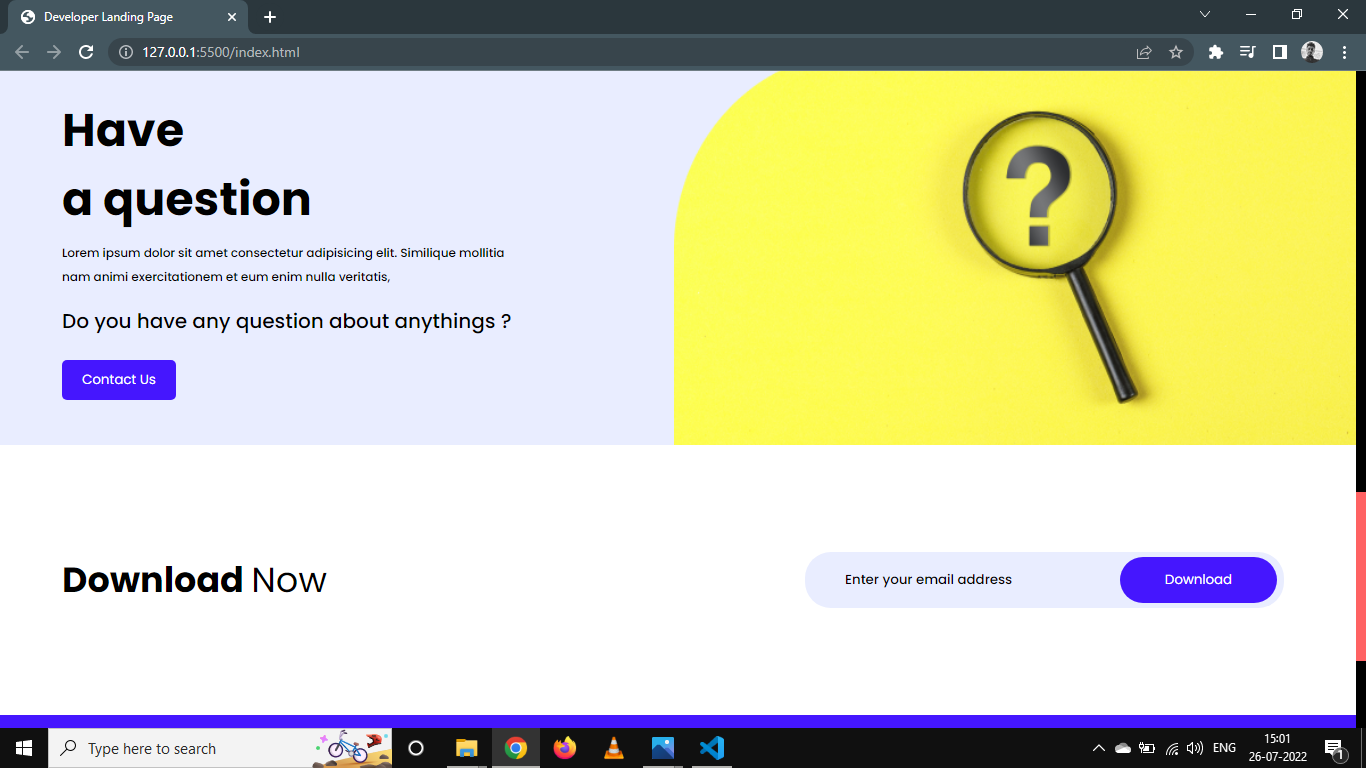 Developer Landing Page
127.0.0.1:5500/index.html
Have
a question
Lorem ipsum dolor sit amet consectetur adipisicing elit. Similique mollitia
nam animi exercitationem et eum enim nulla veritatis,
Do you have any question about anythings ?
Contact Us
?
Download Now
Enter your email address
Download
Type here to search
ENG
15:01
26-07-2022
1